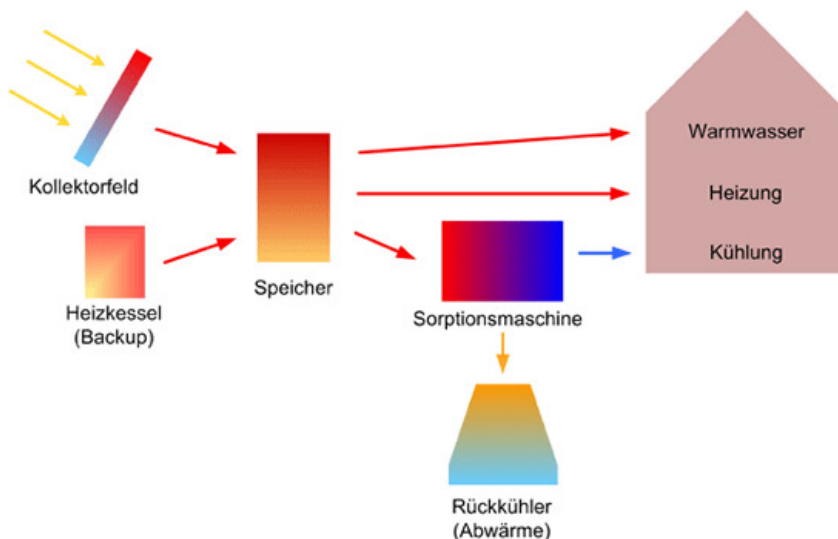 Kollektorfeld
Heizkessel
(Backup)
Speicher
Sorptionsmaschine
Rückkühler
(Abwärme)
Warmwasser
Heizung
Kühlung